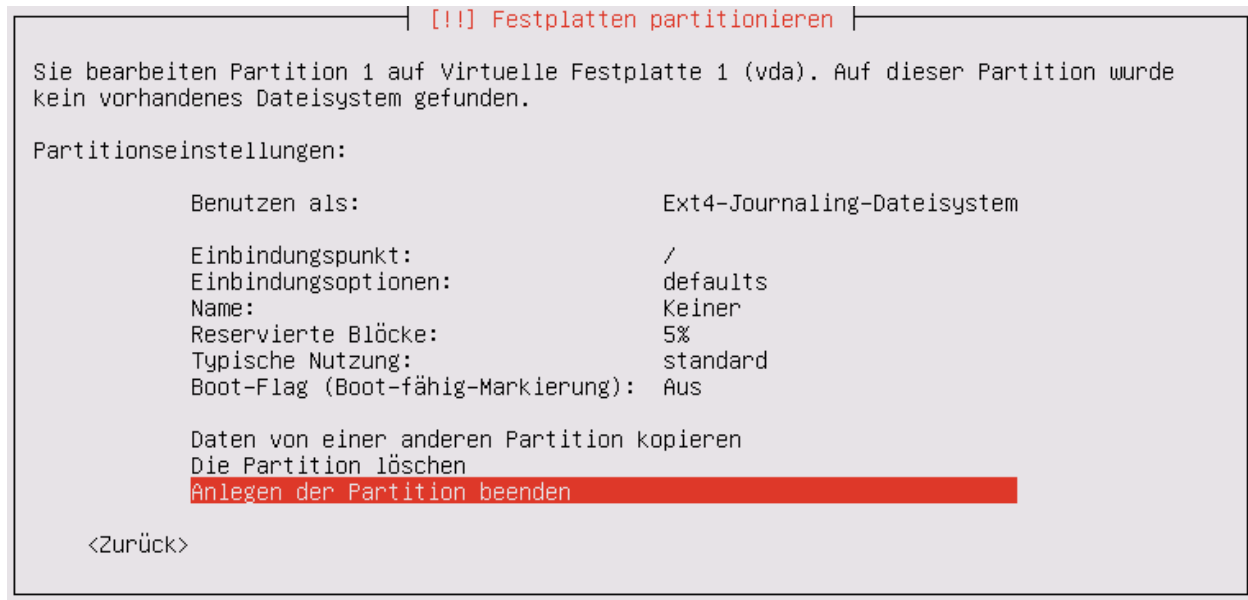 [!!] Festplatten partitionieren
Sie bearbeiten Partition 1 auf Virtuelle Festplatte 1 (vda). Auf dieser Partition wurde
kein vorhandenes Dateisystem gefunden.
Partitionseinstellungen:
Benutzen als: Ext4-Journaling-Dateisystem
Einbindungspunkt: /
Einbindungsoptionen: defaults
Name: Keiner
Reservierte Blöcke: 5%
Typische Nutzung: standard
Boot-Flag (Boot-fähig-Markierung): Aus
Daten von einer anderen Partition kopieren
Die Partition löschen
Anlegen der Partition beenden
<Zurück>